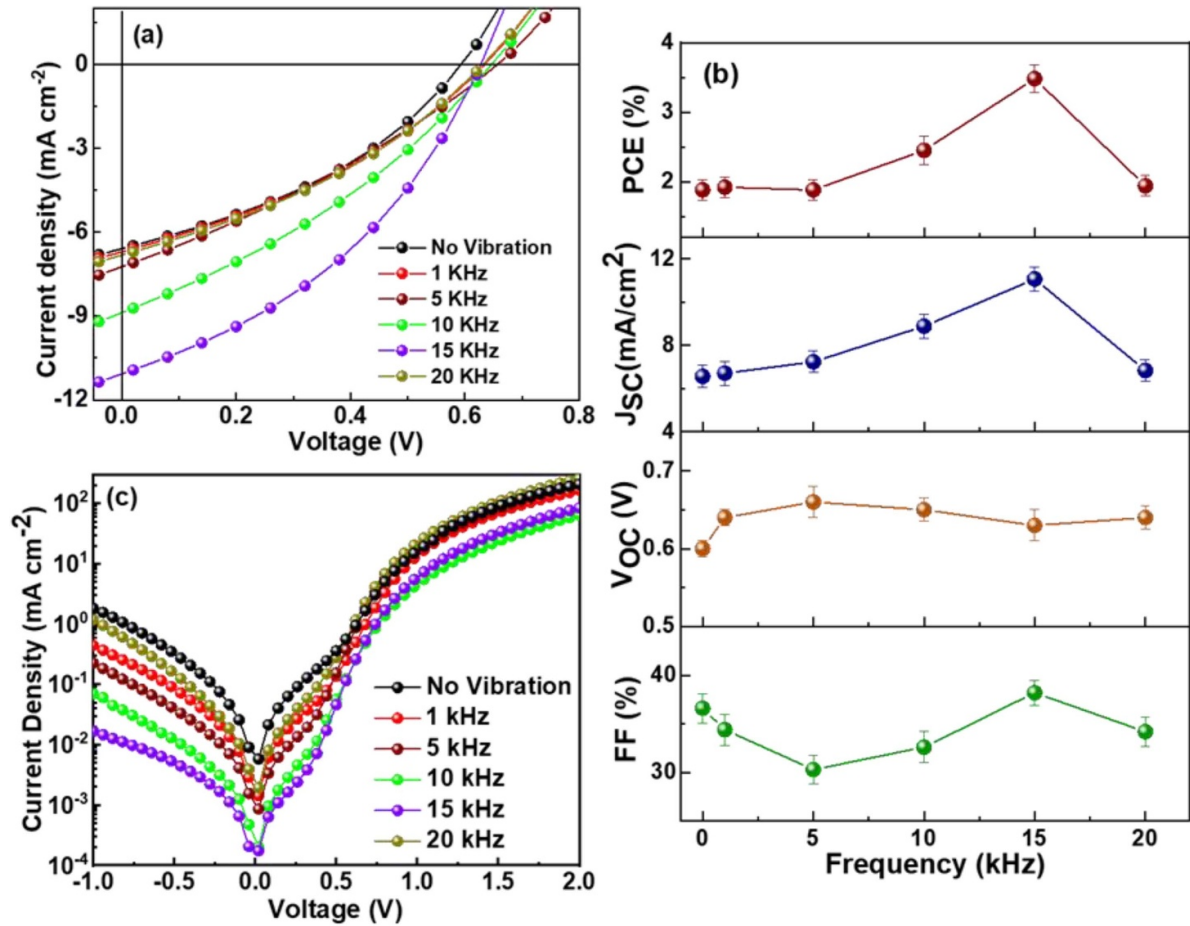 (a)
0
-3
-6
-9
-12
Current density (mA cm-2)
0.0 0.2 0.4 0.6 0.8
Voltage (V)
No Vibration
1 KHz
5 KHz
10 KHz
15 KHz
20 KHz
(b)
4
3
2
PCE (%)
12
8
4
JSC(mA/cm2)
0.7
0.6
0.5
VOC (V)
40
30
FF (%)
0 5 10 15 20
Frequency (kHz)
(c)
102
101
100
10-1
10-2
10-3
10-4
Current Density (mA cm-2)
-1.0 -0.5 0.0 0.5 1.0 1.5 2.0
Voltage (V)
No Vibration
1 kHz
5 kHz
10 kHz
15 kHz
20 kHz